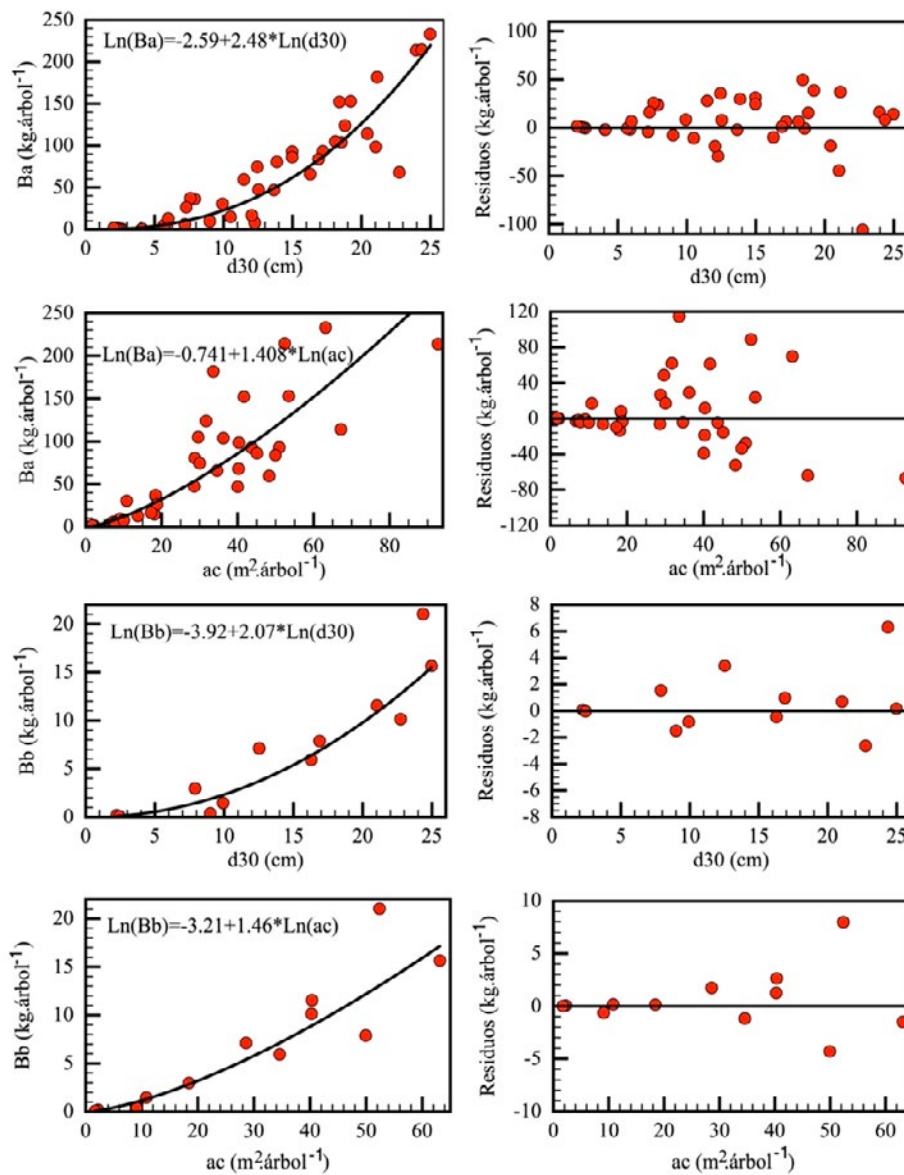 Ln(Ba)=-2.59+2.48*Ln(d30)
Ba (kg.árbol⁻¹)
250
200
150
100
50
0
0 5 10 15 20 25
d30 (cm)
Residuos (kg.árbol⁻¹)
100
50
0
-50
-100
0 5 10 15 20 25
d30 (cm)
Ln(Ba)=-0.741+1.408*Ln(ac)
Ba (kg.árbol⁻¹)
250
200
150
100
50
0
0 20 40 60 80
ac (m².árbol⁻¹)
Residuos (kg.árbol⁻¹)
120
80
40
0
-40
-80
-120
0 20 40 60 80
ac (m².árbol⁻¹)
Ln(Bb)=-3.92+2.07*Ln(d30)
Bb (kg.árbol⁻¹)
20
15
10
5
0
0 5 10 15 20 25
d30 (cm)
Residuos (kg.árbol⁻¹)
8
6
4
2
0
-2
-4
-6
-8
0 5 10 15 20 25
d30 (cm)
Ln(Bb)=-3.21+1.46*Ln(ac)
Bb (kg.árbol⁻¹)
20
15
10
5
0
0 10 20 30 40 50 60
ac (m².árbol⁻¹)
Residuos (kg.árbol⁻¹)
10
5
0
-5
-10
0 10 20 30 40 50 60
ac (m².árbol⁻¹)